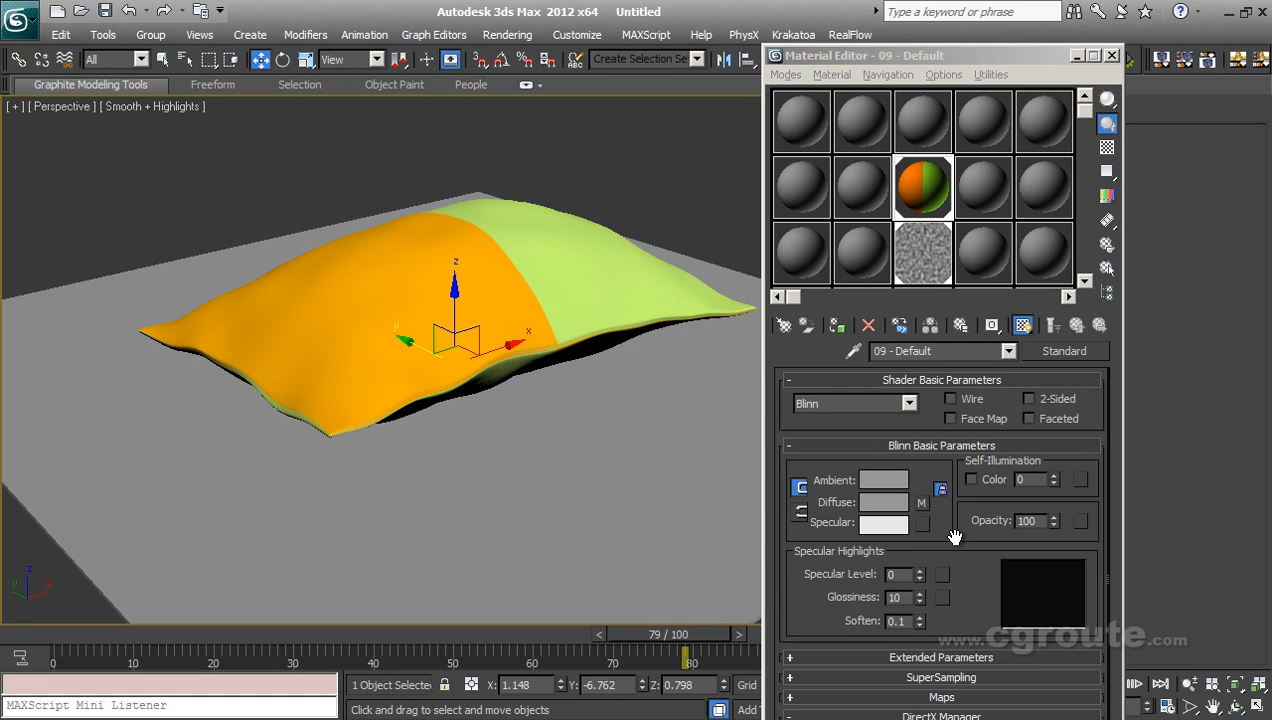 Autodesk 3ds Max 2012 x64 Untitled
Type a keyword or phrase
Edit Tools Group Views Create Modifiers Animation Graph Editors Rendering Customize MAXScript Help PhysX Krakatoa RealFlow
All View Create Selection Se
Graphite Modeling Tools Freeform Selection Object Paint People
[ + ] [ Perspective ] [ Smooth + Highlights ]
Material Editor - 09 - Default
Modes Material Navigation Options Utilities
09 - Default Standard
- Shader Basic Parameters
Blinn Wire 2-Sided
Face Map Faceted
- Blinn Basic Parameters
Self-Illumination
Ambient: Color 0
Diffuse: M
Specular: Opacity: 100
Specular Highlights
Specular Level: 0
Glossiness: 10
Soften: 0.1
www.cgroute.com
+ Extended Parameters
+ SuperSampling
+ Maps
DirectX Manager
z
x
y
z
x
y
< 79 / 100 >
0 10 20 30 40 50 60 70 80
1 Object Selecte X: 1.148 Y: -6.762 Z: 0.798 Grid
MAXScript Mini Listener Click and drag to select and move objects